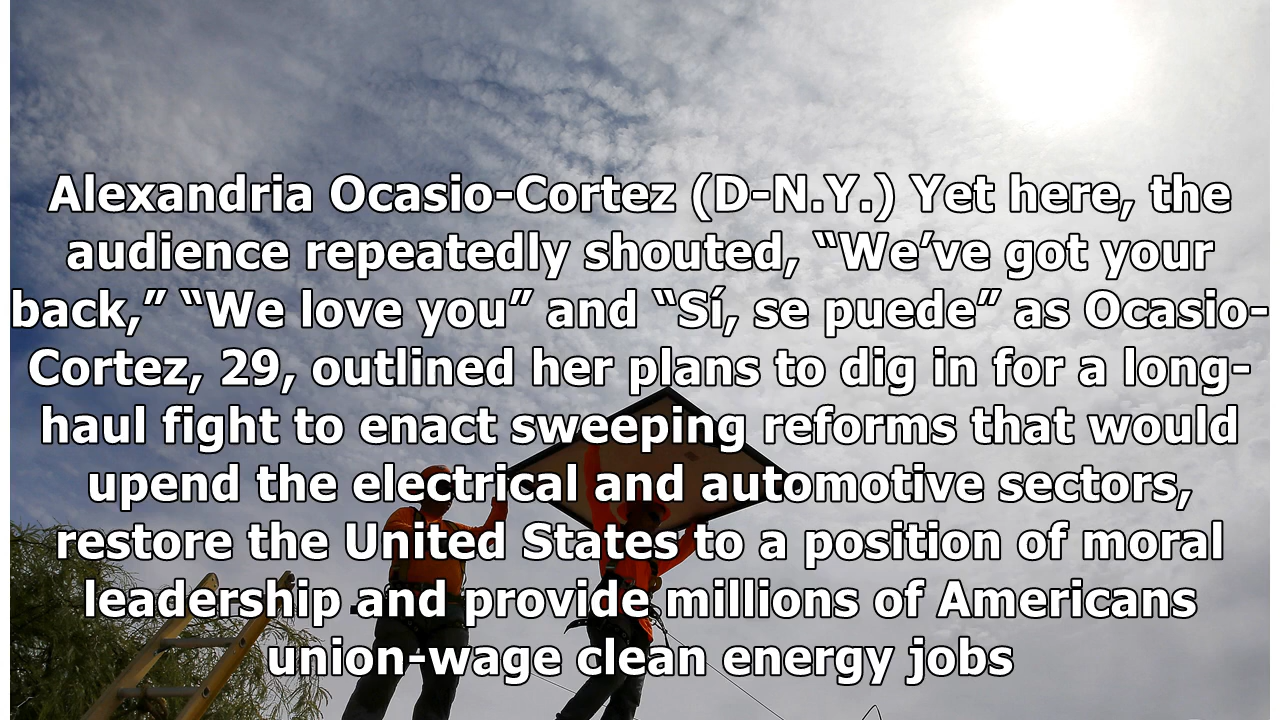 Alexandria Ocasio-Cortez (D-N.Y.) Yet here, the
audience repeatedly shouted, “We’ve got your
back,” “We love you” and “Sí, se puede” as Ocasio-
Cortez, 29, outlined her plans to dig in for a long-
haul fight to enact sweeping reforms that would
upend the electrical and automotive sectors,
restore the United States to a position of moral
leadership and provide millions of Americans
union-wage clean energy jobs